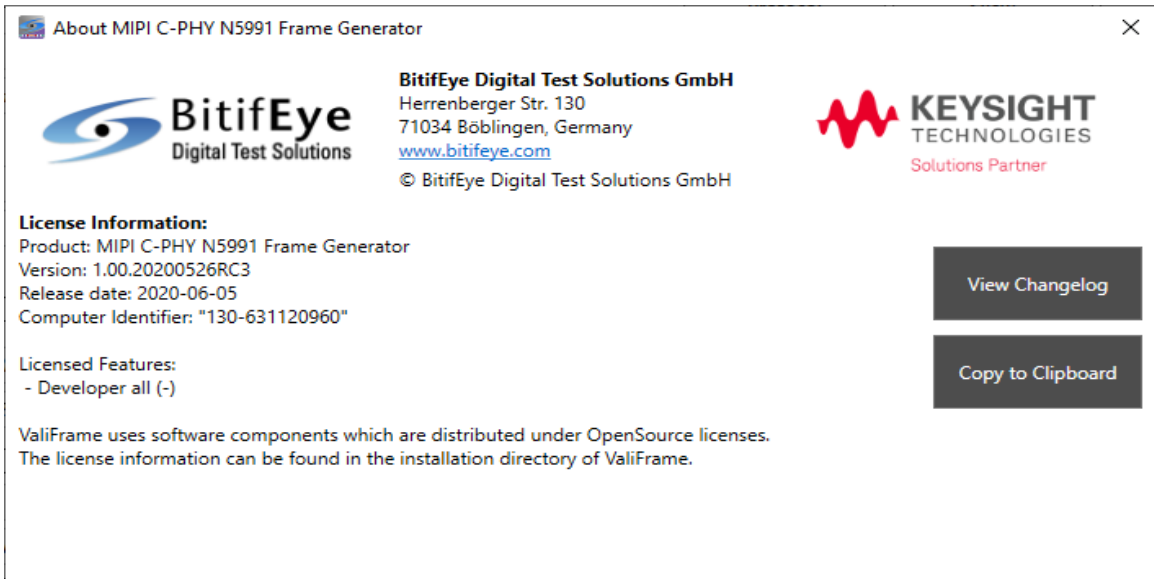 About MIPI C-PHY N5991 Frame Generator
BitifEye
Digital Test Solutions
BitifEye Digital Test Solutions GmbH
Herrenberger Str. 130
71034 Böblingen, Germany
www.bitifeye.com
© BitifEye Digital Test Solutions GmbH
KEYSIGHT
TECHNOLOGIES
Solutions Partner
License Information:
Product: MIPI C-PHY N5991 Frame Generator
Version: 1.00.20200526RC3
Release date: 2020-06-05
Computer Identifier: "130-631120960"
Licensed Features:
- Developer all (-)
View Changelog
Copy to Clipboard
ValiFrame uses software components which are distributed under OpenSource licenses.
The license information can be found in the installation directory of ValiFrame.